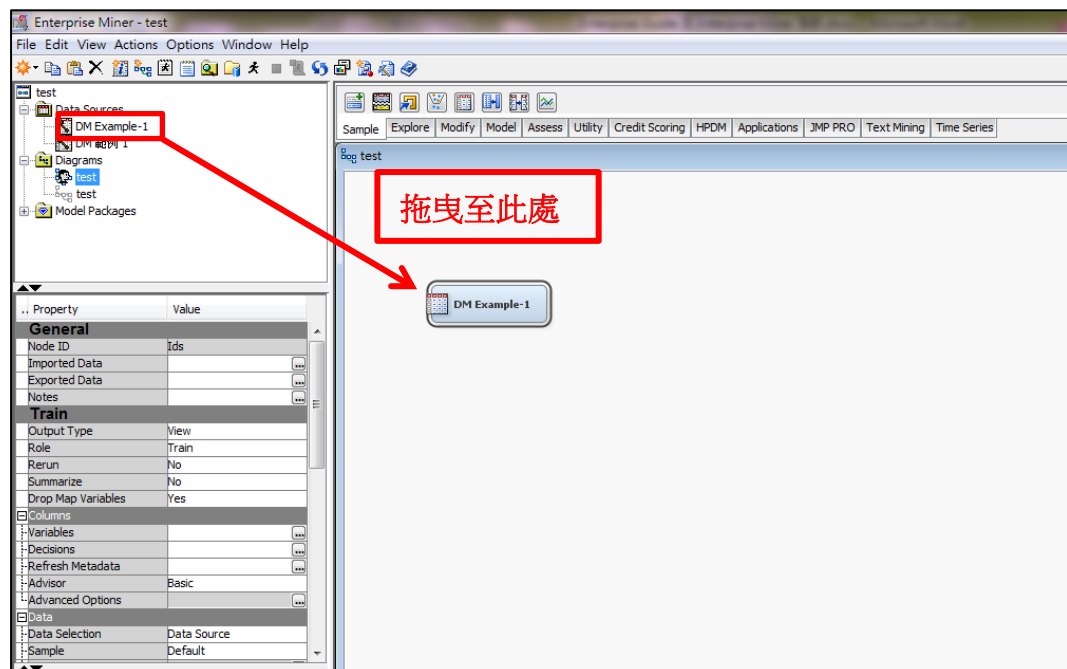 Enterprise Miner - test
File Edit View Actions Options Window Help
test
Data Sources
DM Example-1
DM 範例 1
Diagrams
test
test
Model Packages
.. Property Value
General
Node ID Ids
Imported Data
Exported Data
Notes
Train
Output Type View
Role Train
Rerun No
Summarize No
Drop Map Variables Yes
Columns
Variables
Decisions
Refresh Metadata
Advisor Basic
Advanced Options
Data
Data Selection Data Source
Sample Default
Sample Explore Modify Model Assess Utility Credit Scoring HPDM Applications JMP PRO Text Mining Time Series
test
拖曳至此處
DM Example-1